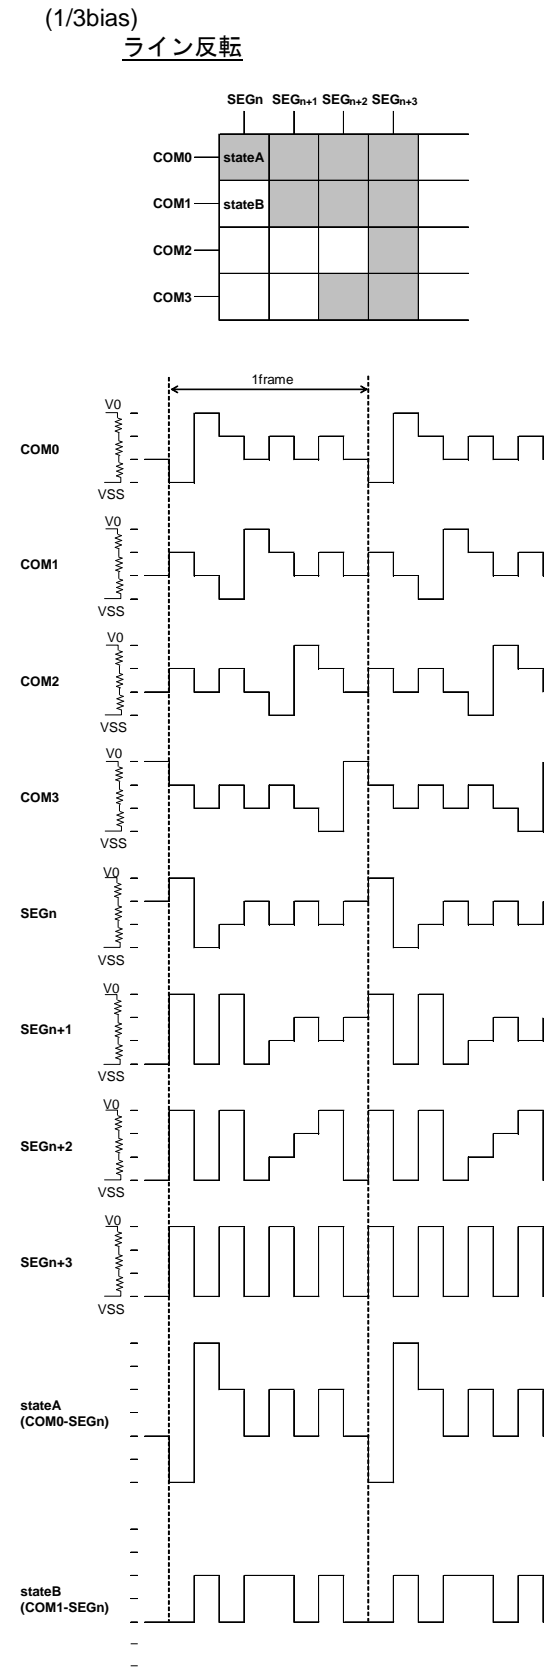 (1/3bias)
ライン反転
SEGn SEGn+1 SEGn+2 SEGn+3
COM0 stateA
COM1 stateB
COM2
COM3
1frame
V0
COM0
VSS
V0
COM1
VSS
V0
COM2
VSS
V0
COM3
VSS
V0
SEGn
VSS
V0
SEGn+1
VSS
V0
SEGn+2
VSS
V0
SEGn+3
VSS
stateA
(COM0-SEGn)
stateB
(COM1-SEGn)